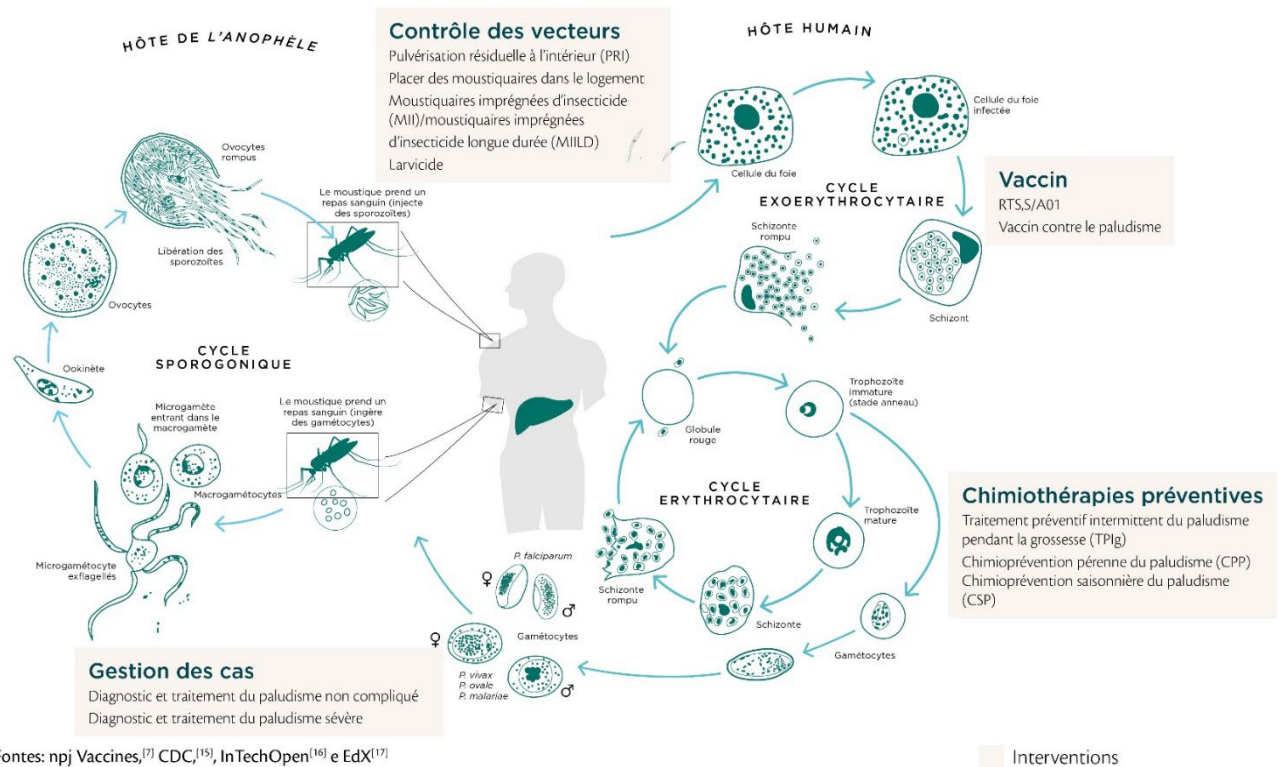 HÔTE DE L'ANOPHÈLE
Contrôle des vecteurs
Pulvérisation résiduelle à l'intérieur (PRI)
Placer des moustiquaires dans le logement
Moustiquaires imprégnées d'insecticide
(MII)/moustiquaires imprégnées
d'insecticide longue durée (MIILD)
Larvicide
HÔTE HUMAIN
Cellule du foie
infectée
Cellule du foie
Ovocytes
rompus
Le moustique prend un
repas sanguin (injecte
des sporozoïtes)
Libération des
sporozoïtes
Ovocytes
CYCLE
EXOERYTHROCYTAIRE
Schizonte
rompu
Schizont
Vaccin
RTS,S/A01
Vaccin contre le paludisme
CYCLE
SPOROGONIQUE
Ookinète
Microgamète
entrant dans le
macrogamète
Le moustique prend un
repas sanguin (ingère
des gamétocytes)
Macrogamétocytes
Microgamétocyte
exflagellés
Globule
rouge
Trophozoïte
immature
(stade anneau)
CYCLE
ERYTHROCYTAIRE
Trophozoïte
mature
Schizonte
rompu
Schizonte
Gamétocytes
Chimiothérapies préventives
Traitement préventif intermittent du paludisme
pendant la grossesse (TPIg)
Chimioprévention pérenne du paludisme (CPP)
Chimioprévention saisonnière du paludisme
(CSP)
P. falciparum
♀
♂
Gamétocytes
♀
♂
P. vivax
P. ovale
P. malariae
Gestion des cas
Diagnostic et traitement du paludisme non compliqué
Diagnostic et traitement du paludisme sévère
Fontes: npj Vaccines,[7] CDC,[15], InTechOpen[16] e EdX[17]
Interventions